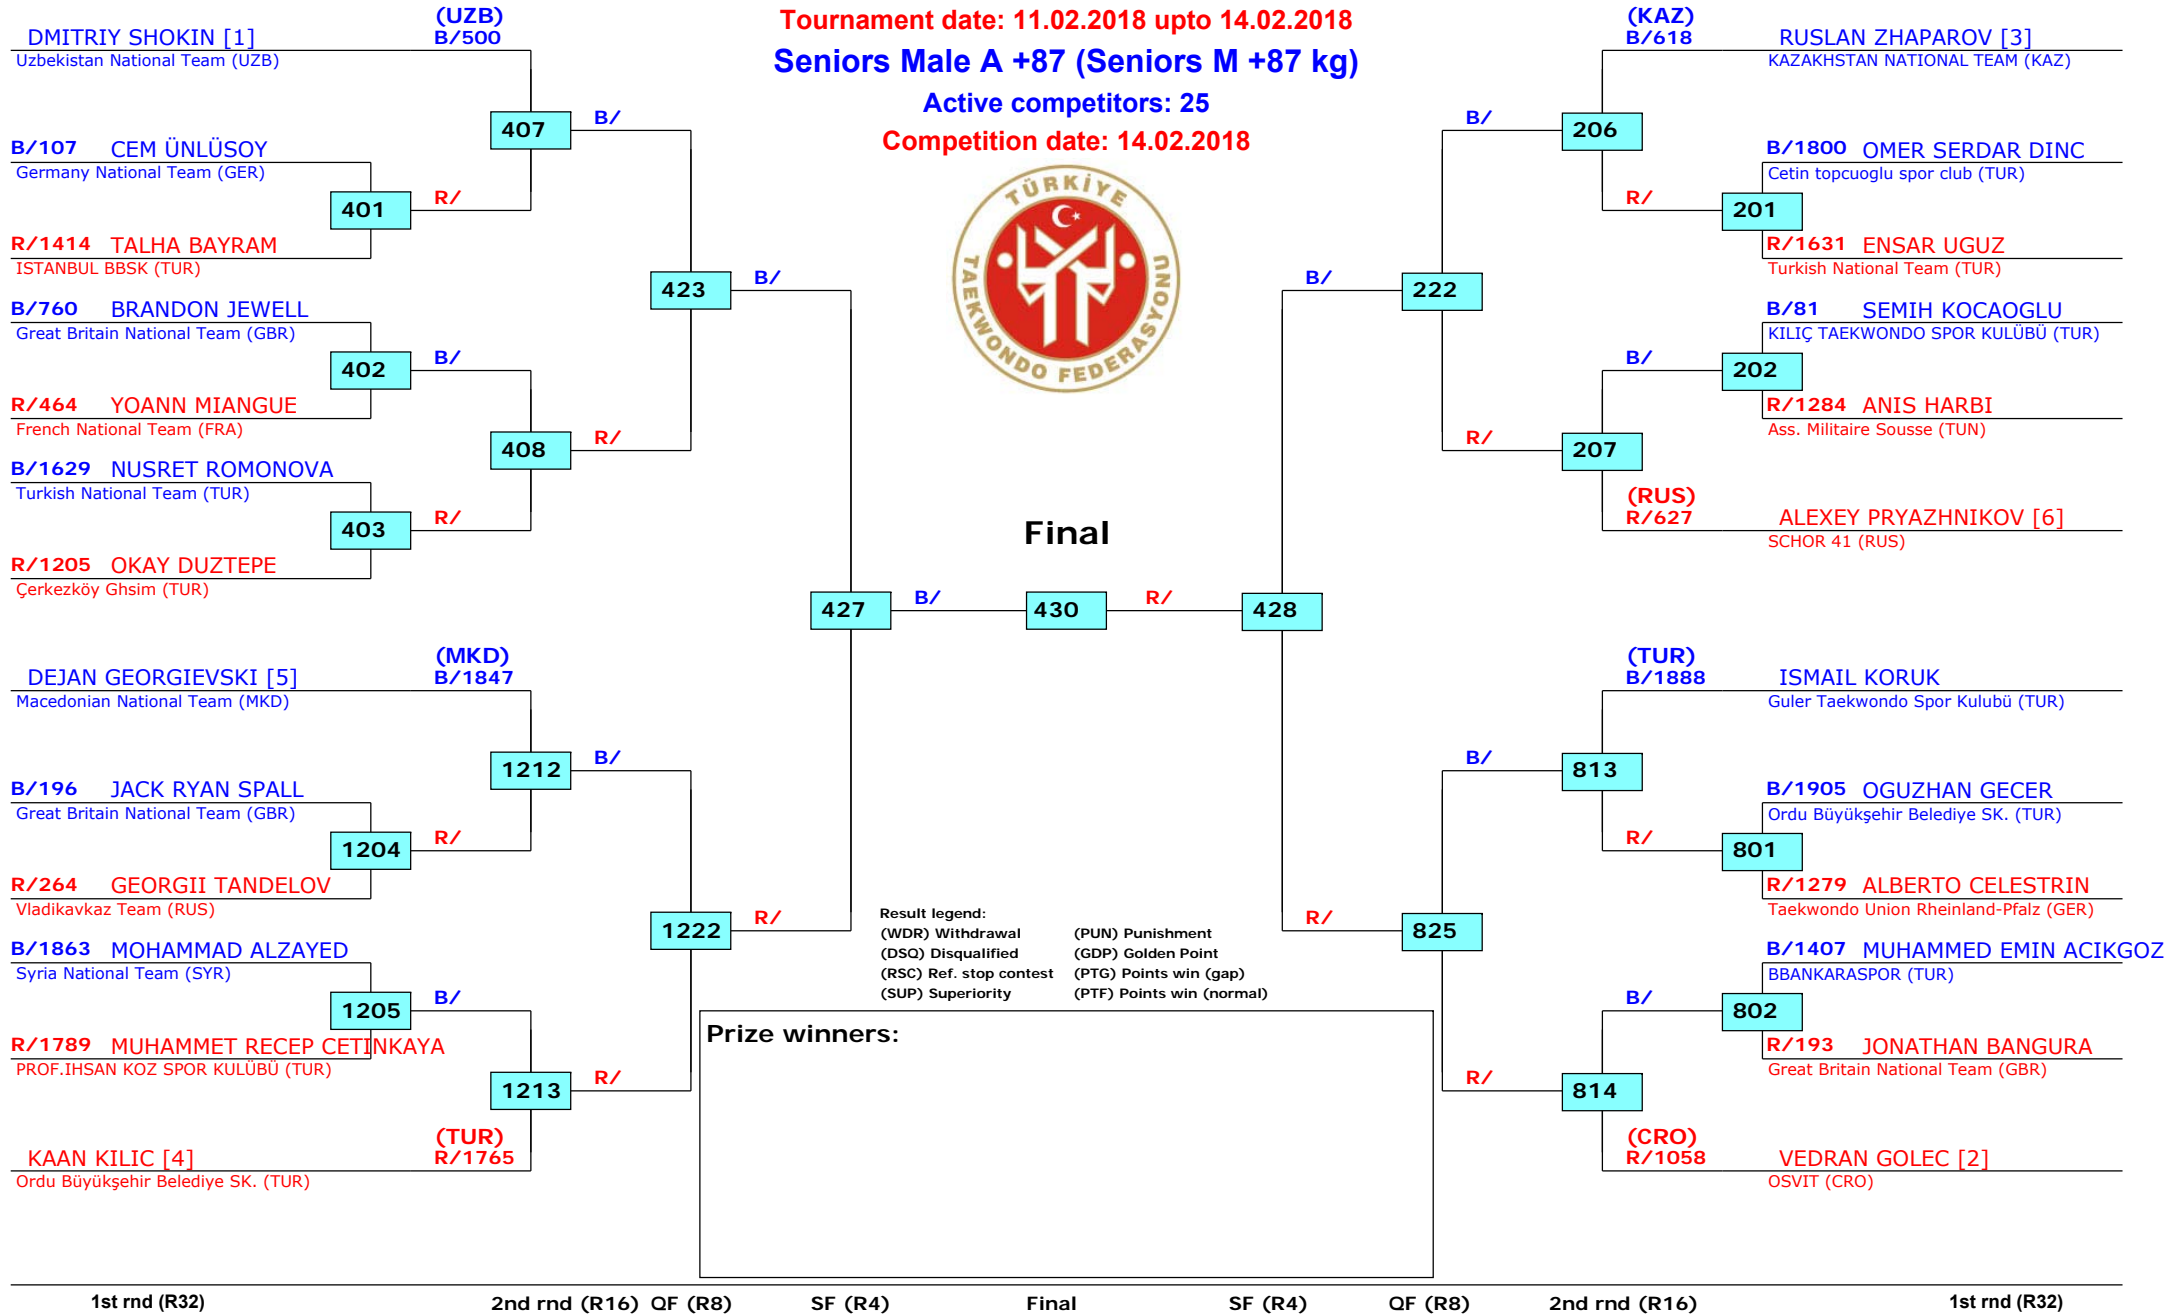 Tournament date: 11.02.2018 upto 14.02.2018
Seniors Male A +87 (Seniors M +87 kg)
Active competitors: 25
Competition date: 14.02.2018
TÜRKİYE
TAEKWONDO FEDERASYONU
(UZB)
DMITRIY SHOKIN [1] B/500
Uzbekistan National Team (UZB)
407 B/
B/107 CEM ÜNLÜSOY
Germany National Team (GER)
401 R/
R/1414 TALHA BAYRAM
ISTANBUL BBSK (TUR)
423 B/
B/760 BRANDON JEWELL
Great Britain National Team (GBR)
402 B/
R/464 YOANN MIANGUE
French National Team (FRA)
408 R/
B/1629 NUSRET ROMONOVA
Turkish National Team (TUR)
403 R/
R/1205 OKAY DUZTEPE
Çerkezköy Ghsim (TUR)
Final
427 B/ 430 R/ 428
(MKD)
DEJAN GEORGIEVSKI [5] B/1847
Macedonian National Team (MKD)
1212 B/
B/196 JACK RYAN SPALL
Great Britain National Team (GBR)
1204 R/
R/264 GEORGII TANDELOV
Vladikavkaz Team (RUS)
1222 R/
B/1863 MOHAMMAD ALZAYED
Syria National Team (SYR)
1205 B/
R/1789 MUHAMMET RECEP CETINKAYA
PROF.IHSAN KOZ SPOR KULÜBÜ (TUR)
1213 R/
(TUR)
KAAN KILIC [4] R/1765
Ordu Büyükşehir Belediye SK. (TUR)
(KAZ)
B/618 RUSLAN ZHAPAROV [3]
KAZAKHSTAN NATIONAL TEAM (KAZ)
B/ 206
B/1800 OMER SERDAR DINC
Cetin topcuoglu spor club (TUR)
R/ 201
R/1631 ENSAR UGUZ
Turkish National Team (TUR)
B/ 222
B/81 SEMIH KOCAOGLU
KILIÇ TAEKWONDO SPOR KULÜBÜ (TUR)
B/ 202
R/1284 ANIS HARBI
Ass. Militaire Sousse (TUN)
R/ 207
(RUS)
R/627 ALEXEY PRYAZHNIKOV [6]
SCHOR 41 (RUS)
(TUR)
B/1888 ISMAIL KORUK
Guler Taekwondo Spor Kulubü (TUR)
B/ 813
B/1905 OGUZHAN GECER
Ordu Büyükşehir Belediye SK. (TUR)
R/ 801
R/1279 ALBERTO CELESTRIN
Taekwondo Union Rheinland-Pfalz (GER)
R/ 825
B/1407 MUHAMMED EMIN ACIKGOZ
BBANKARASPOR (TUR)
B/ 802
R/193 JONATHAN BANGURA
Great Britain National Team (GBR)
R/ 814
(CRO)
R/1058 VEDRAN GOLEC [2]
OSVIT (CRO)
Result legend:
(WDR) Withdrawal (PUN) Punishment
(DSQ) Disqualified (GDP) Golden Point
(RSC) Ref. stop contest (PTG) Points win (gap)
(SUP) Superiority (PTF) Points win (normal)
Prize winners:
1st rnd (R32) 2nd rnd (R16) QF (R8) SF (R4) Final SF (R4) QF (R8) 2nd rnd (R16) 1st rnd (R32)